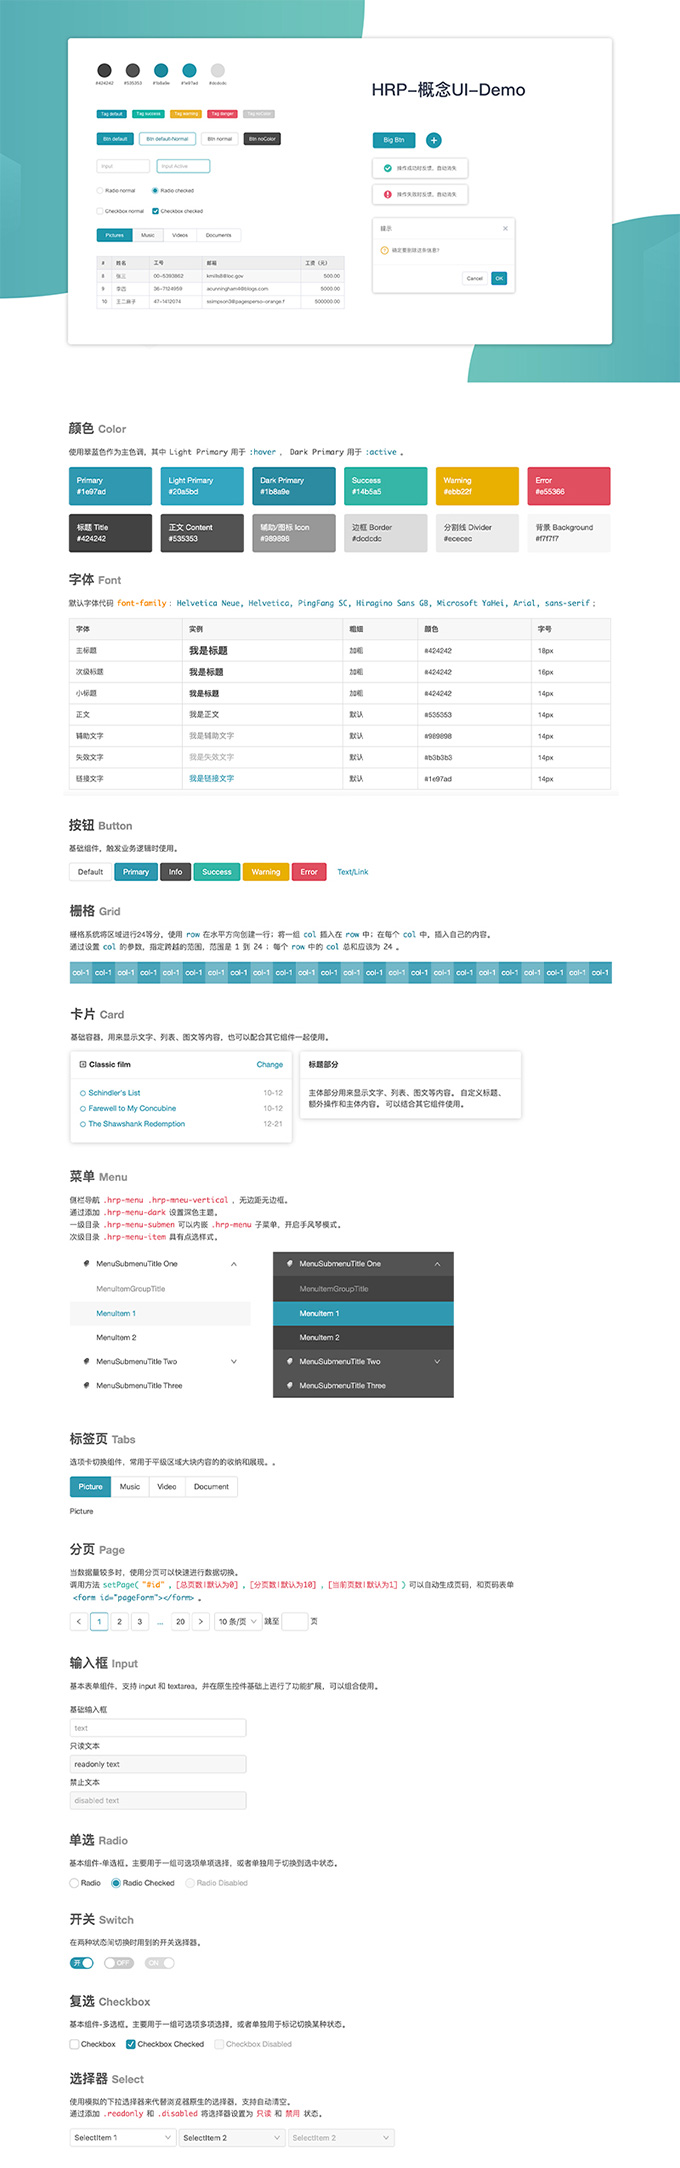 HRP-概念UI-Demo
#424242 #535353 #1b8a9e #1e97ad #dcdcdc
Tag default Tag success Tag warning Tag danger Tag noColor
Btn default Btn default-Normal Btn normal Btn noColor
Input Input Active
Radio normal Radio checked
Checkbox normal Checkbox checked
Pictures Music Videos Documents
# 姓名 工号 邮箱 工资（元）
8 张三 00-5393862 kmills8@loc.gov 500.00
9 李四 36-7124959 acunningham8@blogs.com 5000.00
10 王二麻子 47-1412074 500000.00
Big Btn +
操作成功时反馈，自动消失
操作失败时反馈，自动消失
提示
Cancel OK
颜色 Color
使用翠蓝色作为主色调，其中 Light Primary 用于 :hover ， Dark Primary 用于 :active 。
Primary Light Primary Dark Primary Success Warning Error
#1e97ad #20a5bd #1b8a9e #14b5a5 #ebb22f #e55366
标题 Title 正文 Content 辅助/图标 Icon 边框 Border 分割线 Divider 背景 Background
#424242 #535353 #989898 #dcdcdc #ececec #f7f7f7
字体 Font
默认字体代码 font-family： Helvetica Neue, Helvetica, PingFang SC, Hiragino Sans GB, Microsoft YaHei, Arial, sans-serif；
字体 实例 粗细 颜色 字号
主标题 我是标题 加粗 #424242 18px
次级标题 我是标题 加粗 #424242 16px
小标题 我是标题 加粗 #424242 14px
正文 我是正文 默认 #535353 14px
辅助文字 我是辅助文字 默认 #989898 14px
失效文字 我是失效文字 默认 #b3b3b3 14px
链接文字 我是链接文字 默认 #1e97ad 14px
按钮 Button
基础组件，触发业务逻辑时使用。
Default Primary Info Success Warning Error Text/Link
栅格 Grid
栅格系统将区域进行24等分，使用 row 在水平方向创建一行；将一组 col 插入在 row 中；在每个 col 中，插入自己的内容。
通过设置 col 的参数，指定跨越的范围，范围是 1 到 24 ；每个 row 中的 col 总和应该为 24 。
col-1 col-1 col-1 col-1 col-1 col-1 col-1 col-1 col-1 col-1 col-1 col-1 col-1 col-1 col-1 col-1 col-1 col-1 col-1 col-1 col-1 col-1 col-1 col-1
卡片 Card
基础容器，用来显示文字、列表、图文等内容，也可以配合其它组件一起使用。
Classic film Change
Schindler's List 10-12
Farewell to My Concubine 10-12
The Shawshank Redemption 12-21
标题部分
主体部分用来显示文字、列表、图文等内容。 自定义标题、
额外操作和主体内容。 可以结合其它组件使用。
菜单 Menu
侧栏导航 .hrp-menu .hrp-mneu-vertical ，无边距无边框。
通过添加 .hrp-menu-dark 设置深色主题。
一级目录 .hrp-menu-submen 可以内嵌 .hrp-menu 子菜单，开启手风琴模式。
次级目录 .hrp-menu-item 具有点选样式。
MenuSubmenuTitle One
MenuItemGroupTitle
MenuItem 1
MenuItem 2
MenuSubmenuTitle Two
MenuSubmenuTitle Three
MenuSubmenuTitle One
MenuItemGroupTitle
MenuItem 1
MenuItem 2
MenuSubmenuTitle Two
MenuSubmenuTitle Three
标签页 Tabs
选项卡切换组件，常用于平级区域大块内容的的收纳和展现。。
Picture Music Video Document
Picture
分页 Page
当数据量较多时，使用分页可以快速进行数据切换。
调用方法 setPage( "#id" , [总页数|默认为0] , [分页数|默认为10] , [当前页数|默认为1] ) 可以自动生成页码，和页码表单
<form id="pageForm"></form> 。
< 1 2 3 ... 20 > 10 条/页 跳至 页
输入框 Input
基本表单组件，支持 input 和 textarea，并在原生控件基础上进行了功能扩展，可以组合使用。
基础输入框
text
只读文本
readonly text
禁止文本
disabled text
单选 Radio
基本组件-单选框。主要用于一组可选项单项选择，或者单独用于切换到选中状态。
Radio Radio Checked Radio Disabled
开关 Switch
在两种状态间切换时用到的开关选择器。
开 OFF ON
复选 Checkbox
基本组件-多选框。主要用于一组可选项多项选择，或者单独用于标记切换某种状态。
Checkbox Checkbox Checked Checkbox Disabled
选择器 Select
使用模拟的下拉选择器来代替浏览器原生的选择器，支持自动清空。
通过添加 .readonly 和 .disabled 将选择器设置为 只读 和 禁用 状态。
SelectItem 1 SelectItem 2 SelectItem 2